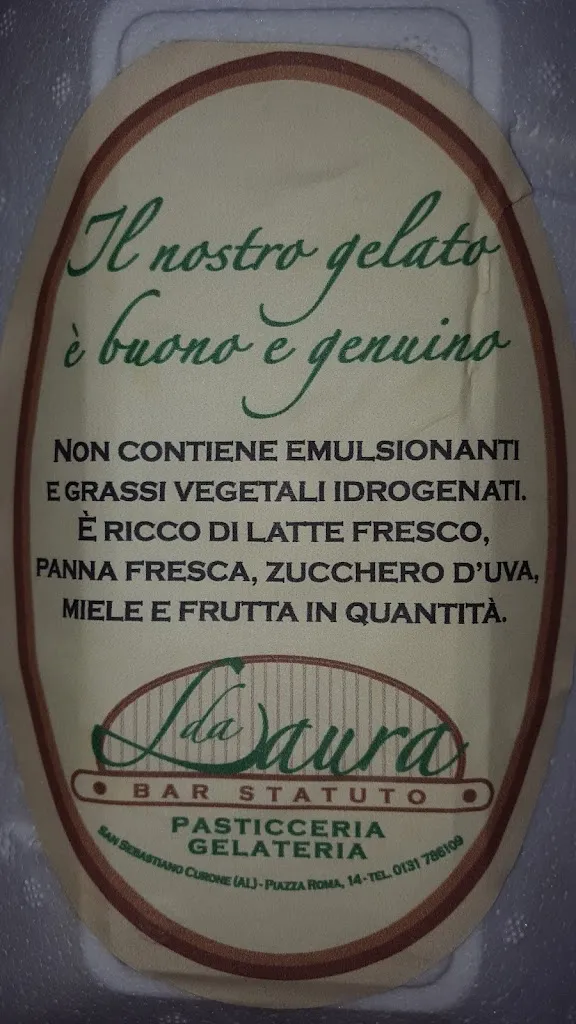 Il nostro gelato
è buono e genuino
NON CONTIENE EMULSIONANTI
E GRASSI VEGETALI IDROGENATI.
È RICCO DI LATTE FRESCO,
PANNA FRESCA, ZUCCHERO D'UVA,
MIELE E FRUTTA IN QUANTITÀ.
da Laura
BAR STATUTO
PASTICCERIA
GELATERIA
SAN SEBASTIANO CURONE (AL) - PIAZZA ROMA, 14 - TEL. 0131 786109